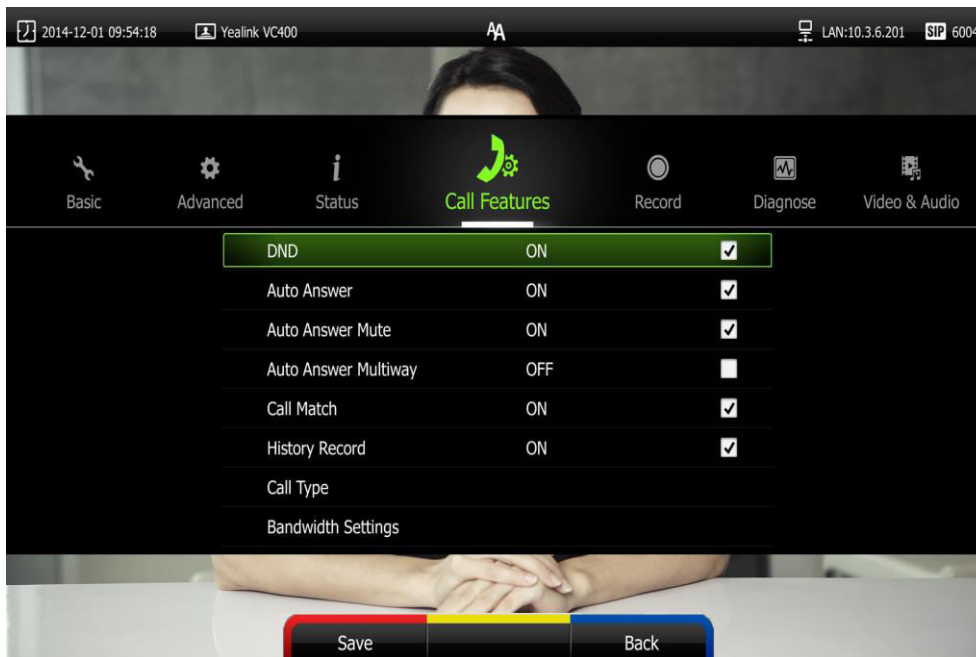 2014-12-01 09:54:18 Yealink VC400 AA LAN:10.3.6.201 SIP 6004
Basic Advanced Status Call Features Record Diagnose Video & Audio
DND ON
Auto Answer ON
Auto Answer Mute ON
Auto Answer Multiway OFF
Call Match ON
History Record ON
Call Type
Bandwidth Settings
Save Back